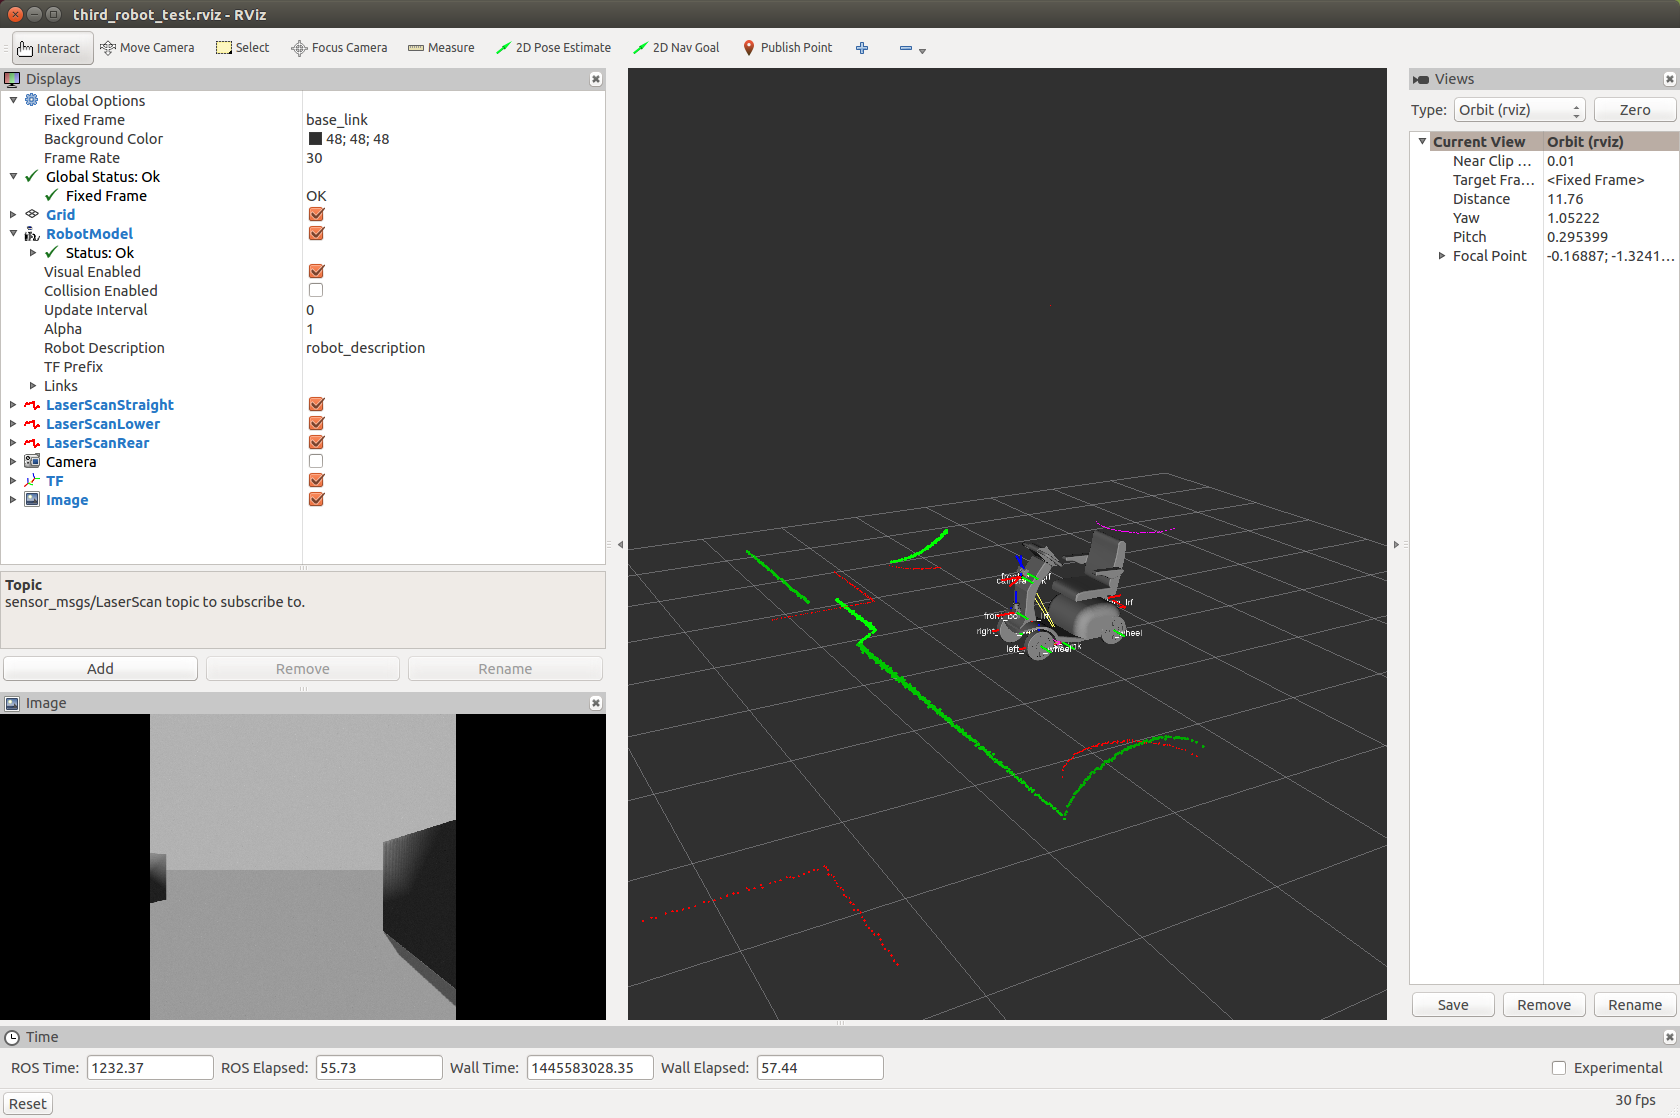 third_robot_test.rviz - RViz
Interact Move Camera Select Focus Camera Measure 2D Pose Estimate 2D Nav Goal Publish Point
Displays
Global Options
Fixed Frame base_link
Background Color 48; 48; 48
Frame Rate 30
Global Status: Ok
Fixed Frame OK
Grid
RobotModel
Status: Ok
Visual Enabled
Collision Enabled
Update Interval 0
Alpha 1
Robot Description robot_description
TF Prefix
Links
LaserScanStraight
LaserScanLower
LaserScanRear
Camera
TF
Image
Topic
sensor_msgs/LaserScan topic to subscribe to.
Add Remove Rename
Image
left_ wheel
wheel
Views
Type: Orbit (rviz) Zero
Current View Orbit (rviz)
Near Clip ... 0.01
Target Fra... <Fixed Frame>
Distance 11.76
Yaw 1.05222
Pitch 0.295399
Focal Point -0.16887; -1.3241...
Save Remove Rename
Time
ROS Time: 1232.37 ROS Elapsed: 55.73 Wall Time: 1445583028.35 Wall Elapsed: 57.44 Experimental
Reset 30 fps